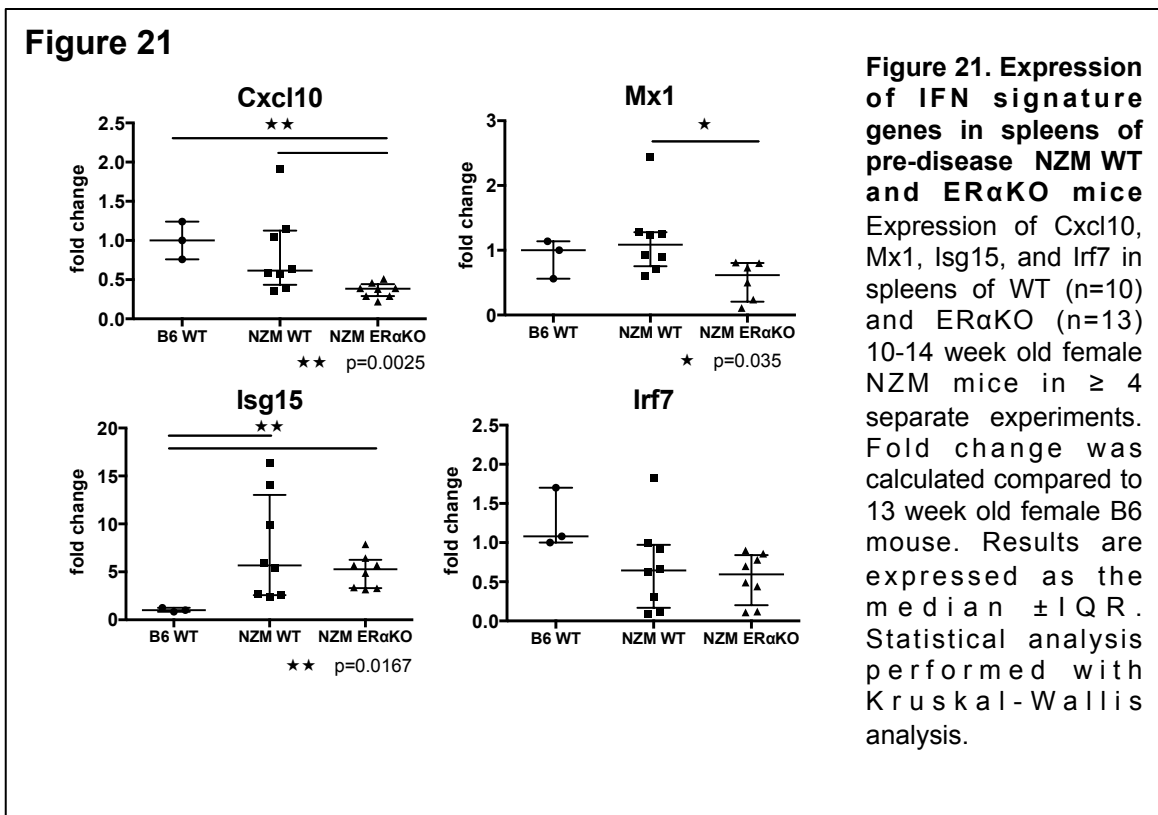 Figure 21
Cxcl10
★★
fold change
2.5
2.0
1.5
1.0
0.5
0.0
B6 WT
NZM WT
NZM ERαKO
★★ p=0.0025
Mx1
★
fold change
3
2
1
0
B6 WT
NZM WT
NZM ERαKO
★ p=0.035
Isg15
★★
fold change
20
15
10
5
0
B6 WT
NZM WT
NZM ERαKO
★★ p=0.0167
Irf7
fold change
2.5
2.0
1.5
1.0
0.5
0.0
B6 WT
NZM WT
NZM ERαKO
Figure 21. Expression
of IFN signature
genes in spleens of
pre-disease NZM WT
and ERαKO mice
Expression of Cxcl10,
Mx1, Isg15, and Irf7 in
spleens of WT (n=10)
and ERαKO (n=13)
10-14 week old female
NZM mice in ≥ 4
separate experiments.
Fold change was
calculated compared to
13 week old female B6
mouse. Results are
expressed as the
median ±IQR.
Statistical analysis
performed with
Kruskal-Wallis
analysis.